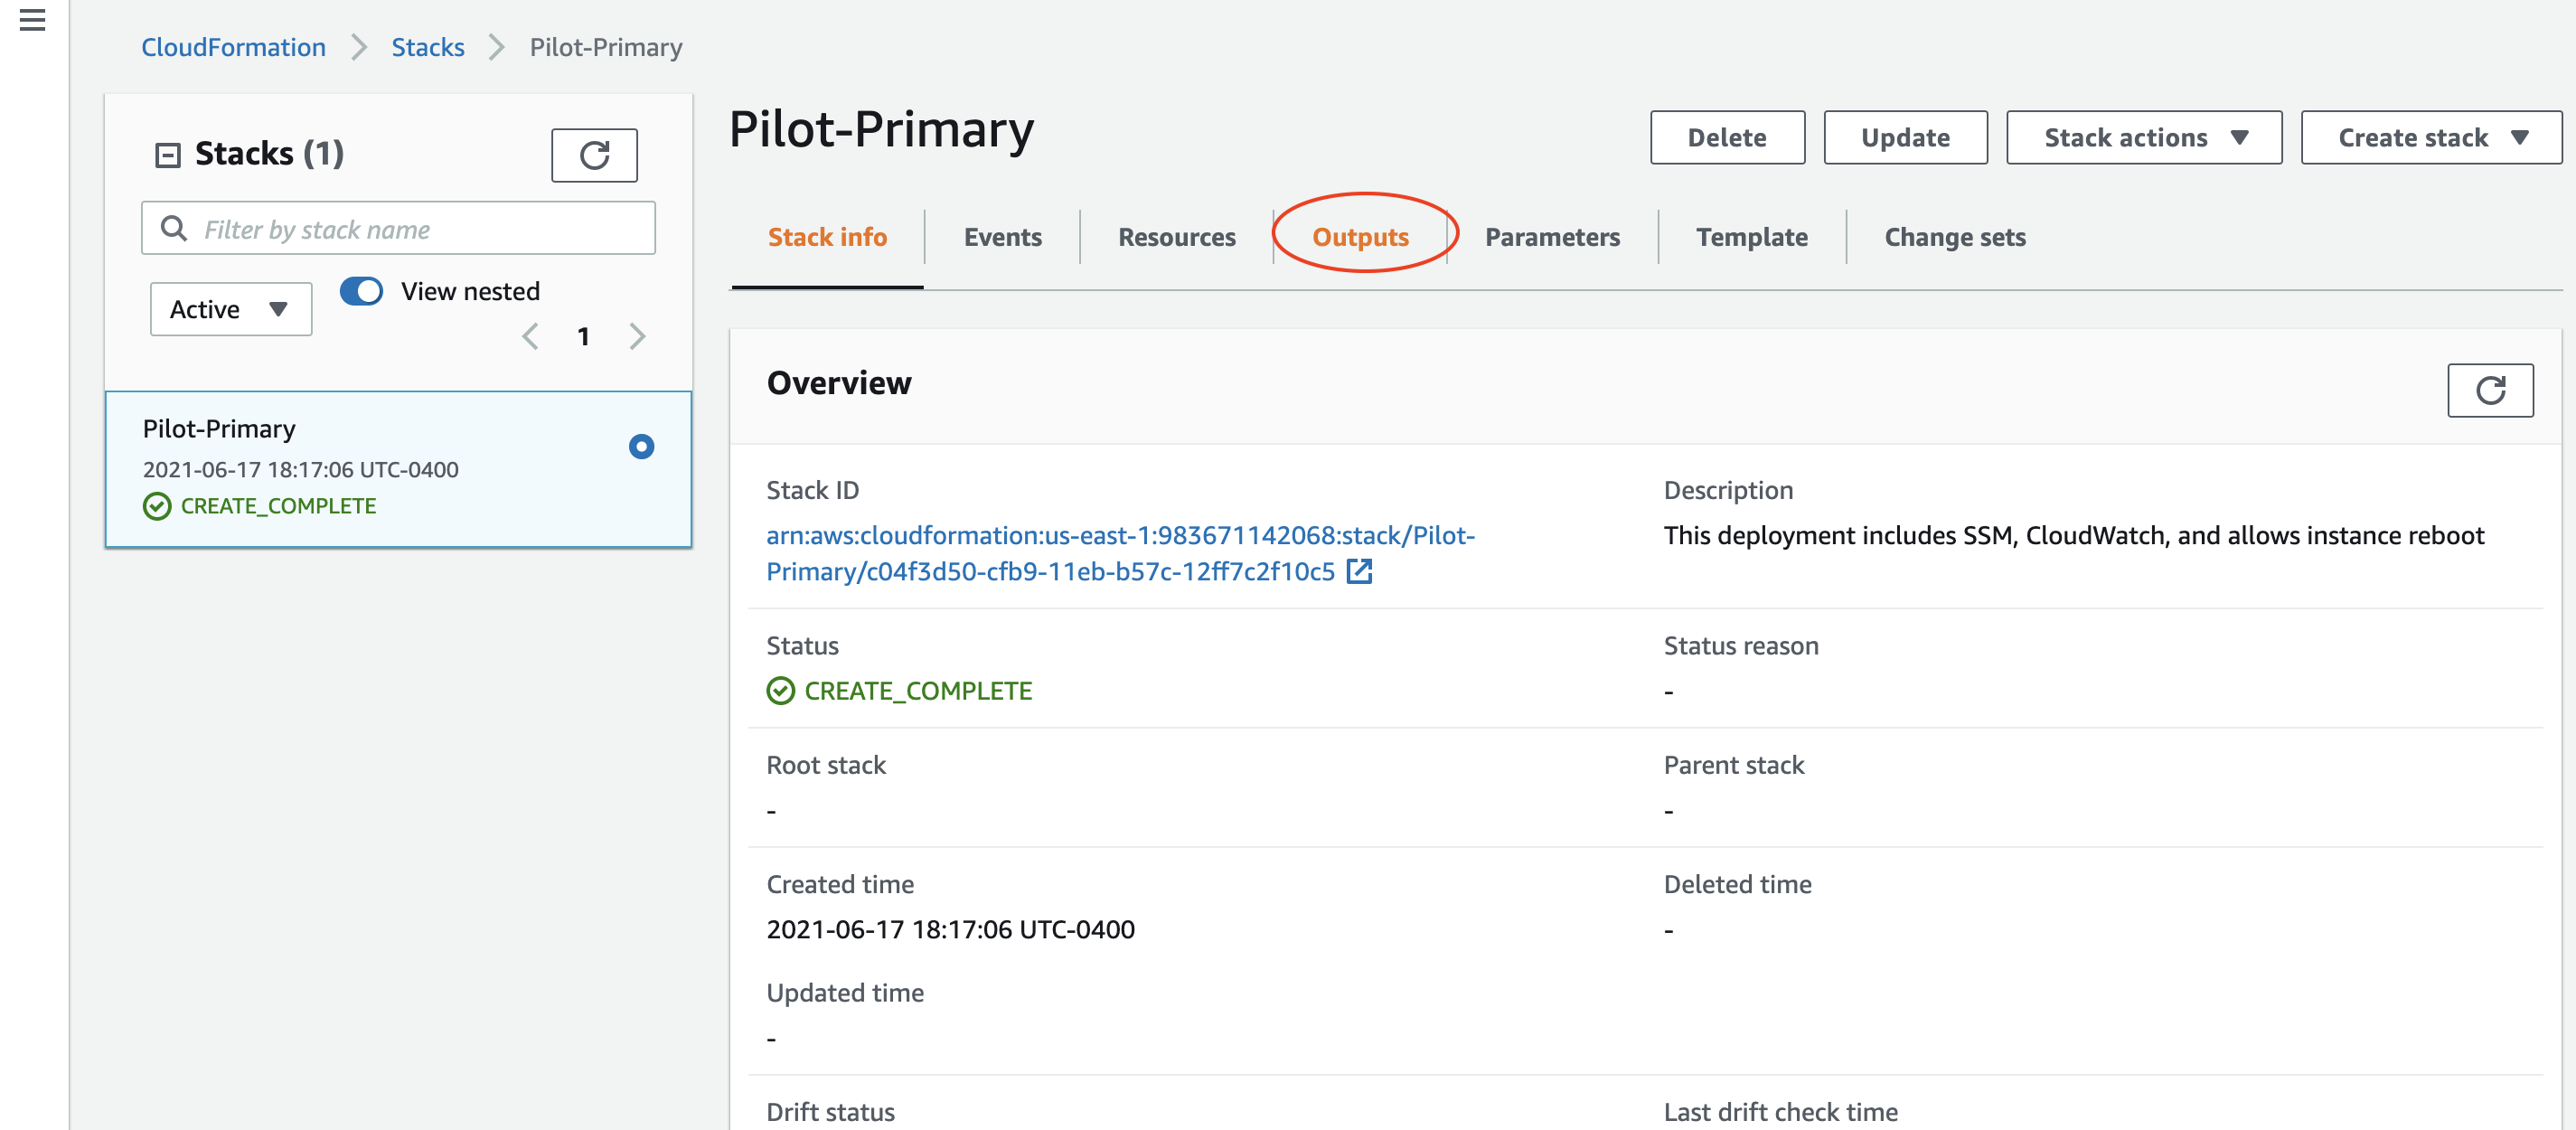 CloudFormation > Stacks > Pilot-Primary
Stacks (1)
Filter by stack name
Active
View nested
1
Pilot-Primary
2021-06-17 18:17:06 UTC-0400
CREATE_COMPLETE
Pilot-Primary
Delete
Update
Stack actions
Create stack
Stack info
Events
Resources
Outputs
Parameters
Template
Change sets
Overview
Stack ID
arn:aws:cloudformation:us-east-1:983671142068:stack/Pilot-
Primary/c04f3d50-cfb9-11eb-b57c-12ff7c2f10c5
Description
This deployment includes SSM, CloudWatch, and allows instance reboot
Status
CREATE_COMPLETE
Status reason
-
Root stack
-
Parent stack
-
Created time
2021-06-17 18:17:06 UTC-0400
Deleted time
-
Updated time
-
Drift status
Last drift check time